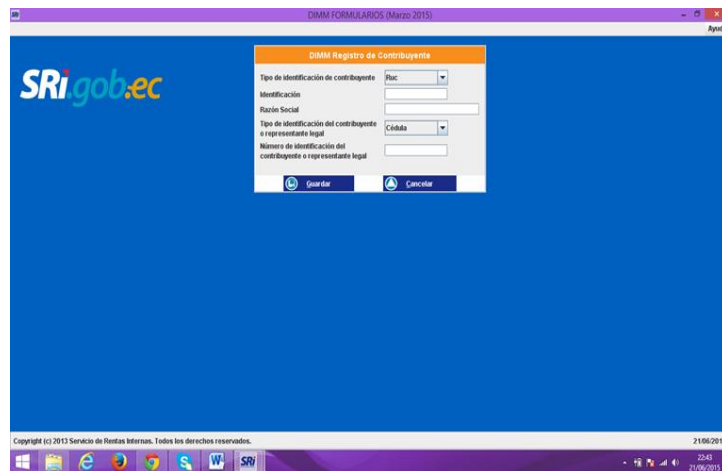 SRi
DIMM FORMULARIOS (Marzo 2015)
SRi.gob.ec
DIMM Registro de Contribuyente
Tipo de identificación de contribuyente
Ruc
Identificación
Razón Social
Tipo de identificación del contribuyente
o representante legal
Cédula
Número de identificación del
contribuyente o representante legal
Guardar
Cancelar
Copyright (c) 2013 Servicio de Rentas Internas. Todos los derechos reservados.
21/06/201
SRi
22:43
21/06/2015